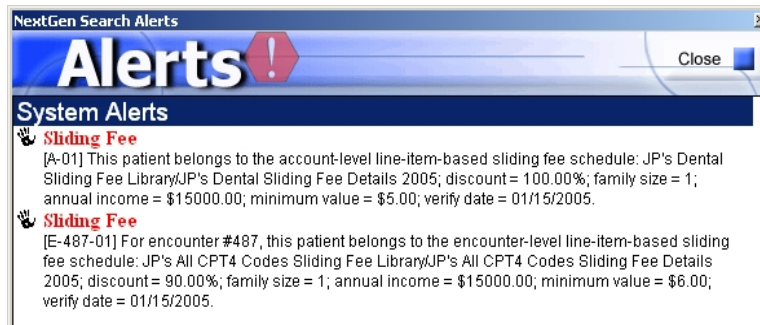 NextGen Search Alerts
Alerts!
Close
System Alerts
Sliding Fee
[A-01] This patient belongs to the account-level line-item-based sliding fee schedule: JP's Dental
Sliding Fee Library/JP's Dental Sliding Fee Details 2005; discount = 100.00%; family size = 1;
annual income = $15000.00; minimum value = $5.00; verify date = 01/15/2005.
Sliding Fee
[E-487-01] For encounter #487, this patient belongs to the encounter-level line-item-based sliding
fee schedule: JP's All CPT4 Codes Sliding Fee Library/JP's All CPT4 Codes Sliding Fee Details
2005; discount = 90.00%; family size = 1; annual income = $15000.00; minimum value = $6.00;
verify date = 01/15/2005.